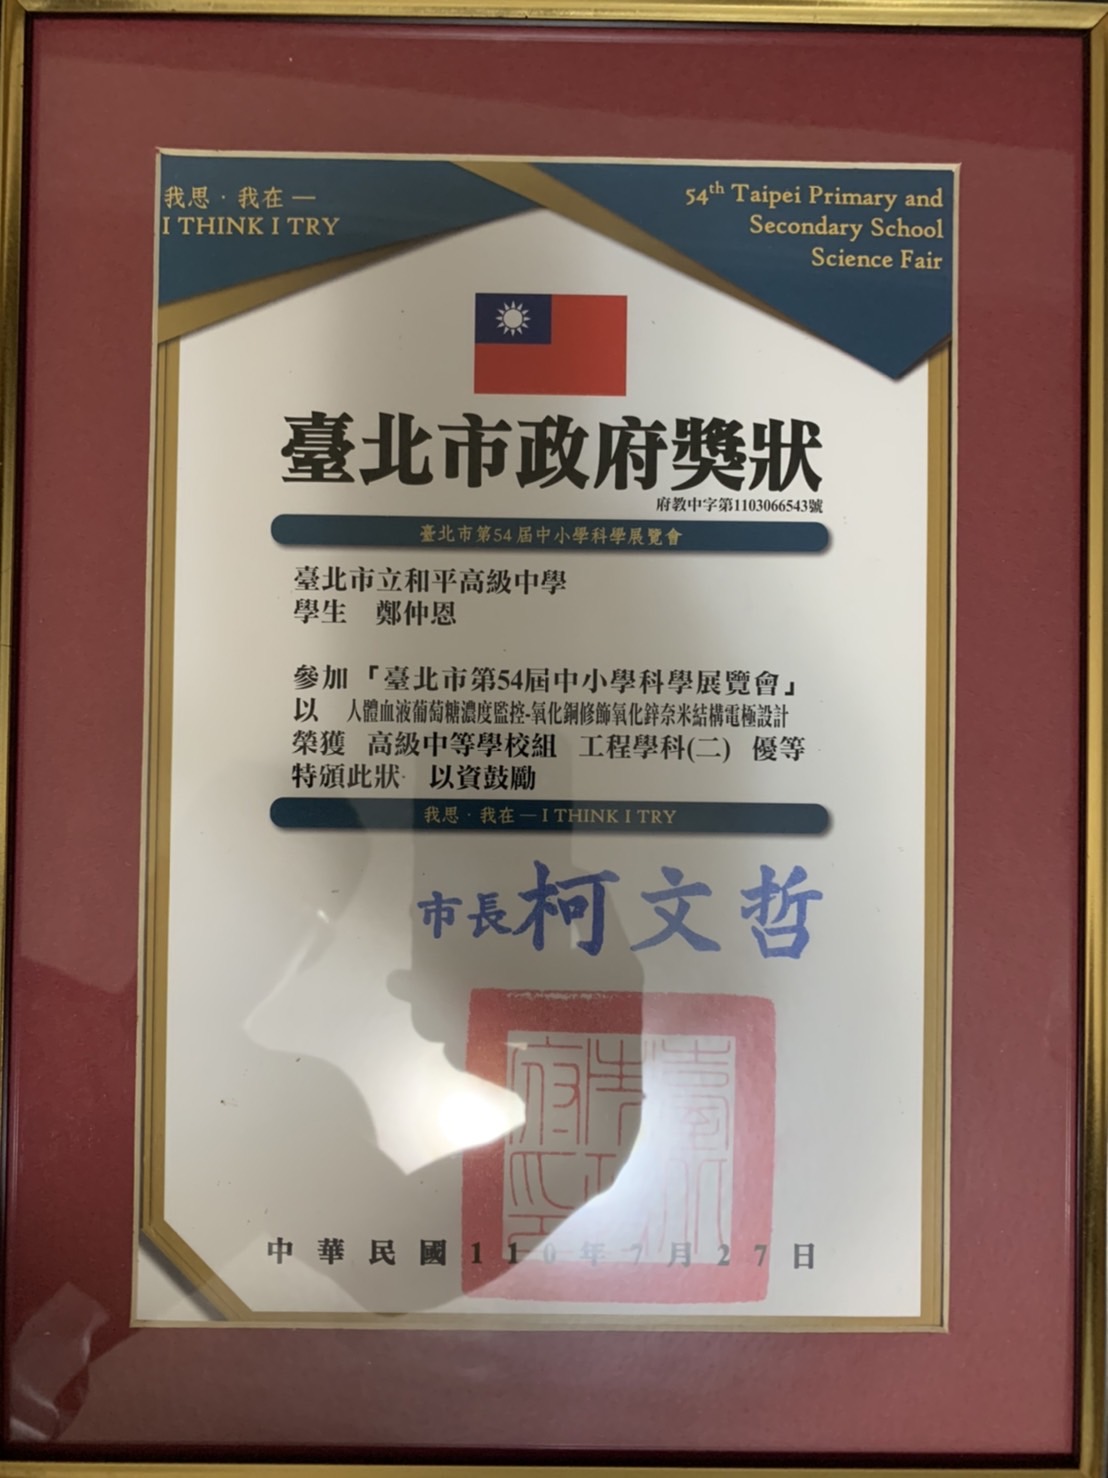 我思．我在—
I THINK I TRY
54th Taipei Primary and
Secondary School
Science Fair
臺北市政府獎狀
府教中字第1103066543號
臺北市第54屆中小學科學展覽會
臺北市立和平高級中學
學生　鄭仲恩
參加「臺北市第54屆中小學科學展覽會」
以　人體血液葡萄糖濃度監控-氧化銅修飾氧化鋅奈米結構電極設計
榮獲　高級中等學校組　工程學科(二)　優等
特頒此狀　以資鼓勵
我思．我在—I THINK I TRY
市長柯文哲
臺北市政府印
中華民國110年7月27日